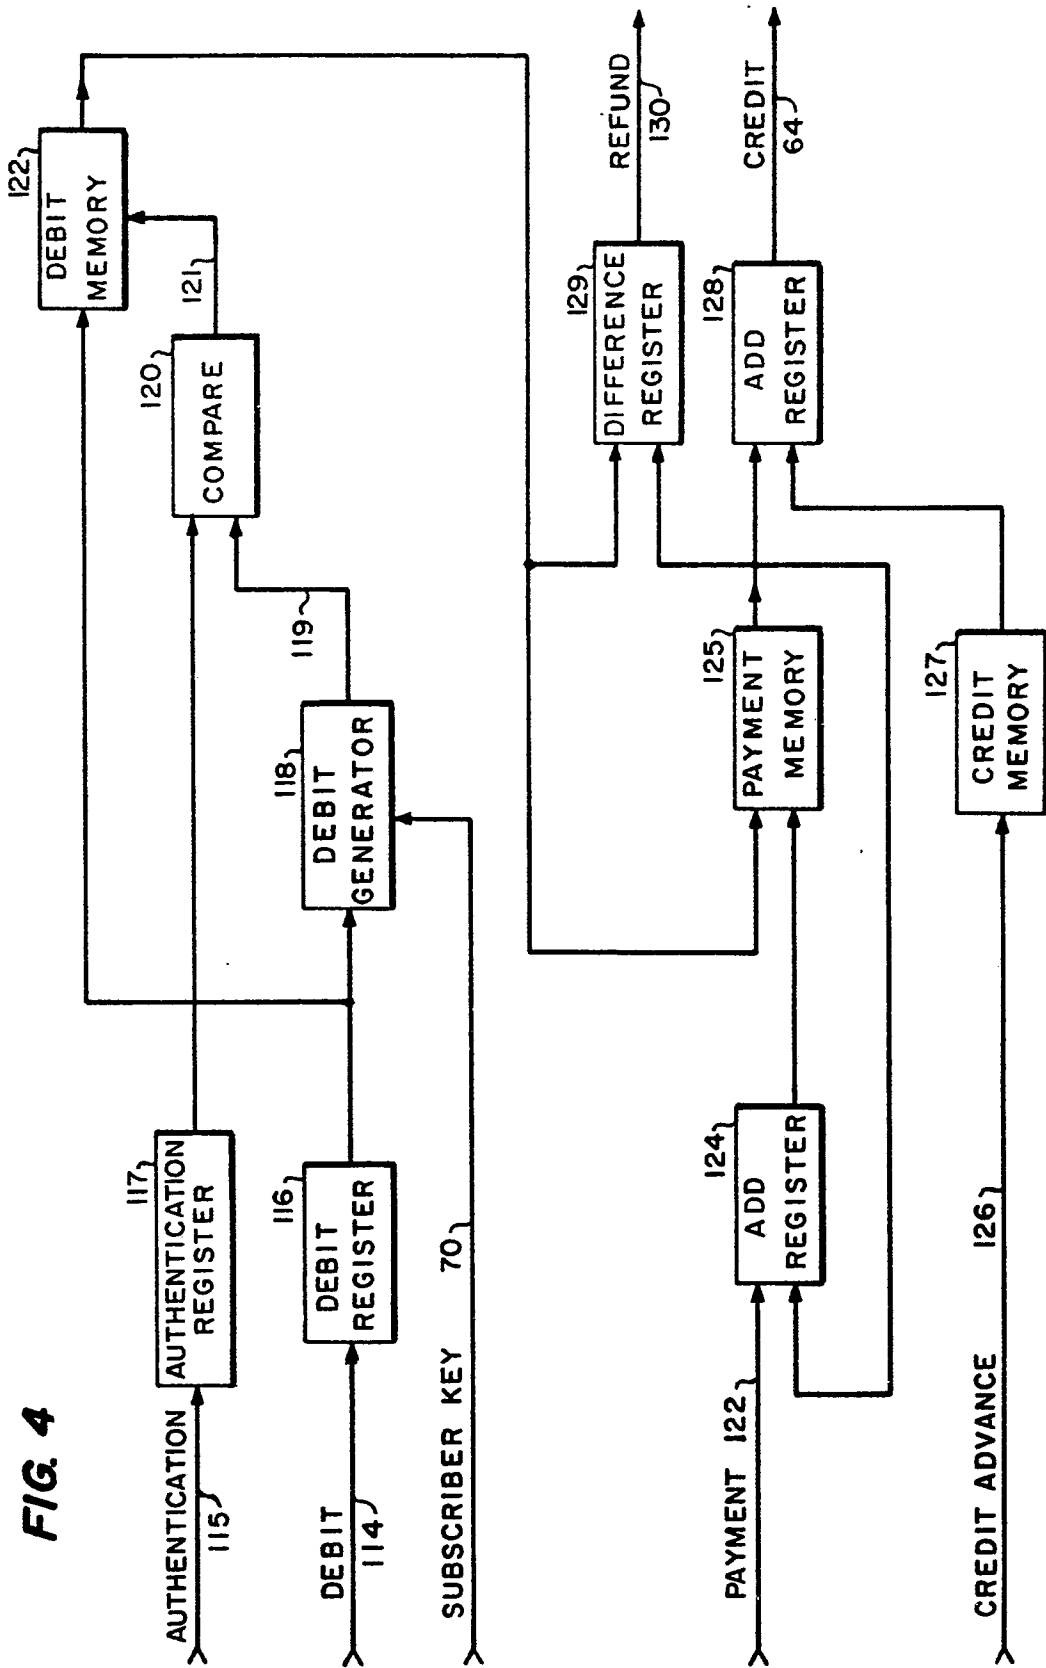 FIG. 4
AUTHENTICATION
115
117
AUTHENTICATION
REGISTER
120
COMPARE
121
122
DEBIT
MEMORY
DEBIT
114
116
DEBIT
REGISTER
118
DEBIT
GENERATOR
119
SUBSCRIBER KEY 70
129
DIFFERENCE
REGISTER
REFUND
130
PAYMENT 122
124
ADD
REGISTER
125
PAYMENT
MEMORY
128
ADD
REGISTER
CREDIT
64
CREDIT ADVANCE 126
127
CREDIT
MEMORY